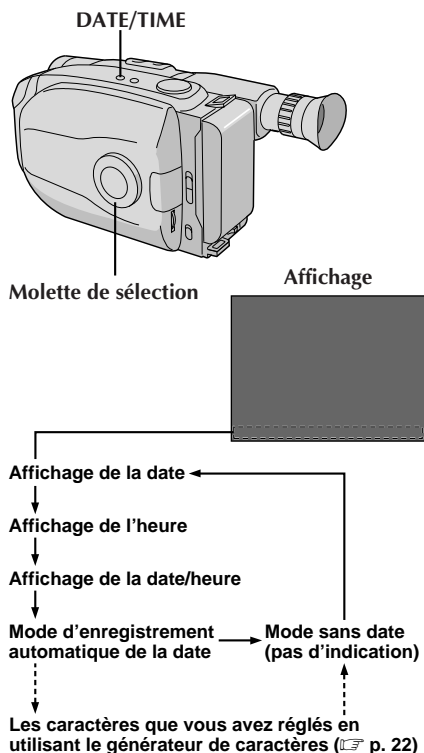 DATE/TIME
Molette de sélection
Affichage
Affichage de la date
Affichage de l'heure
Affichage de la date/heure
Mode d'enregistrement
automatique de la date
Mode sans date
(pas d'indication)
Les caractères que vous avez réglés en
utilisant le générateur de caractères (☞ p. 22)